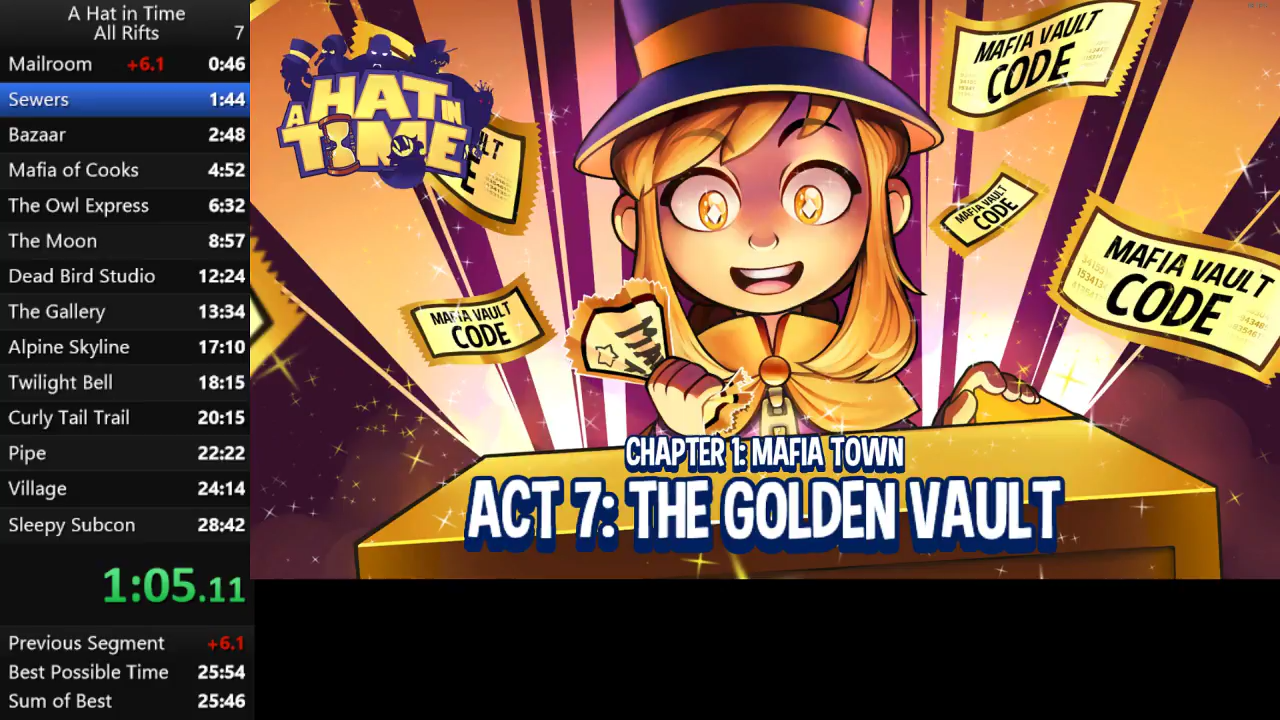 A Hat in Time
All Rifts 7
Mailroom +6.1 0:46
Sewers 1:44
Bazaar 2:48
Mafia of Cooks 4:52
The Owl Express 6:32
The Moon 8:57
Dead Bird Studio 12:24
The Gallery 13:34
Alpine Skyline 17:10
Twilight Bell 18:15
Curly Tail Trail 20:15
Pipe 22:22
Village 24:14
Sleepy Subcon 28:42
1:05.11
Previous Segment +6.1
Best Possible Time 25:54
Sum of Best 25:46
A HAT IN TIME
MAFIA VAULT
CODE
MAFIA VAULT
CODE
MAFIA VAULT
CODE
MAFIA VAULT
CODE
CHAPTER 1: MAFIA TOWN
ACT 7: THE GOLDEN VAULT